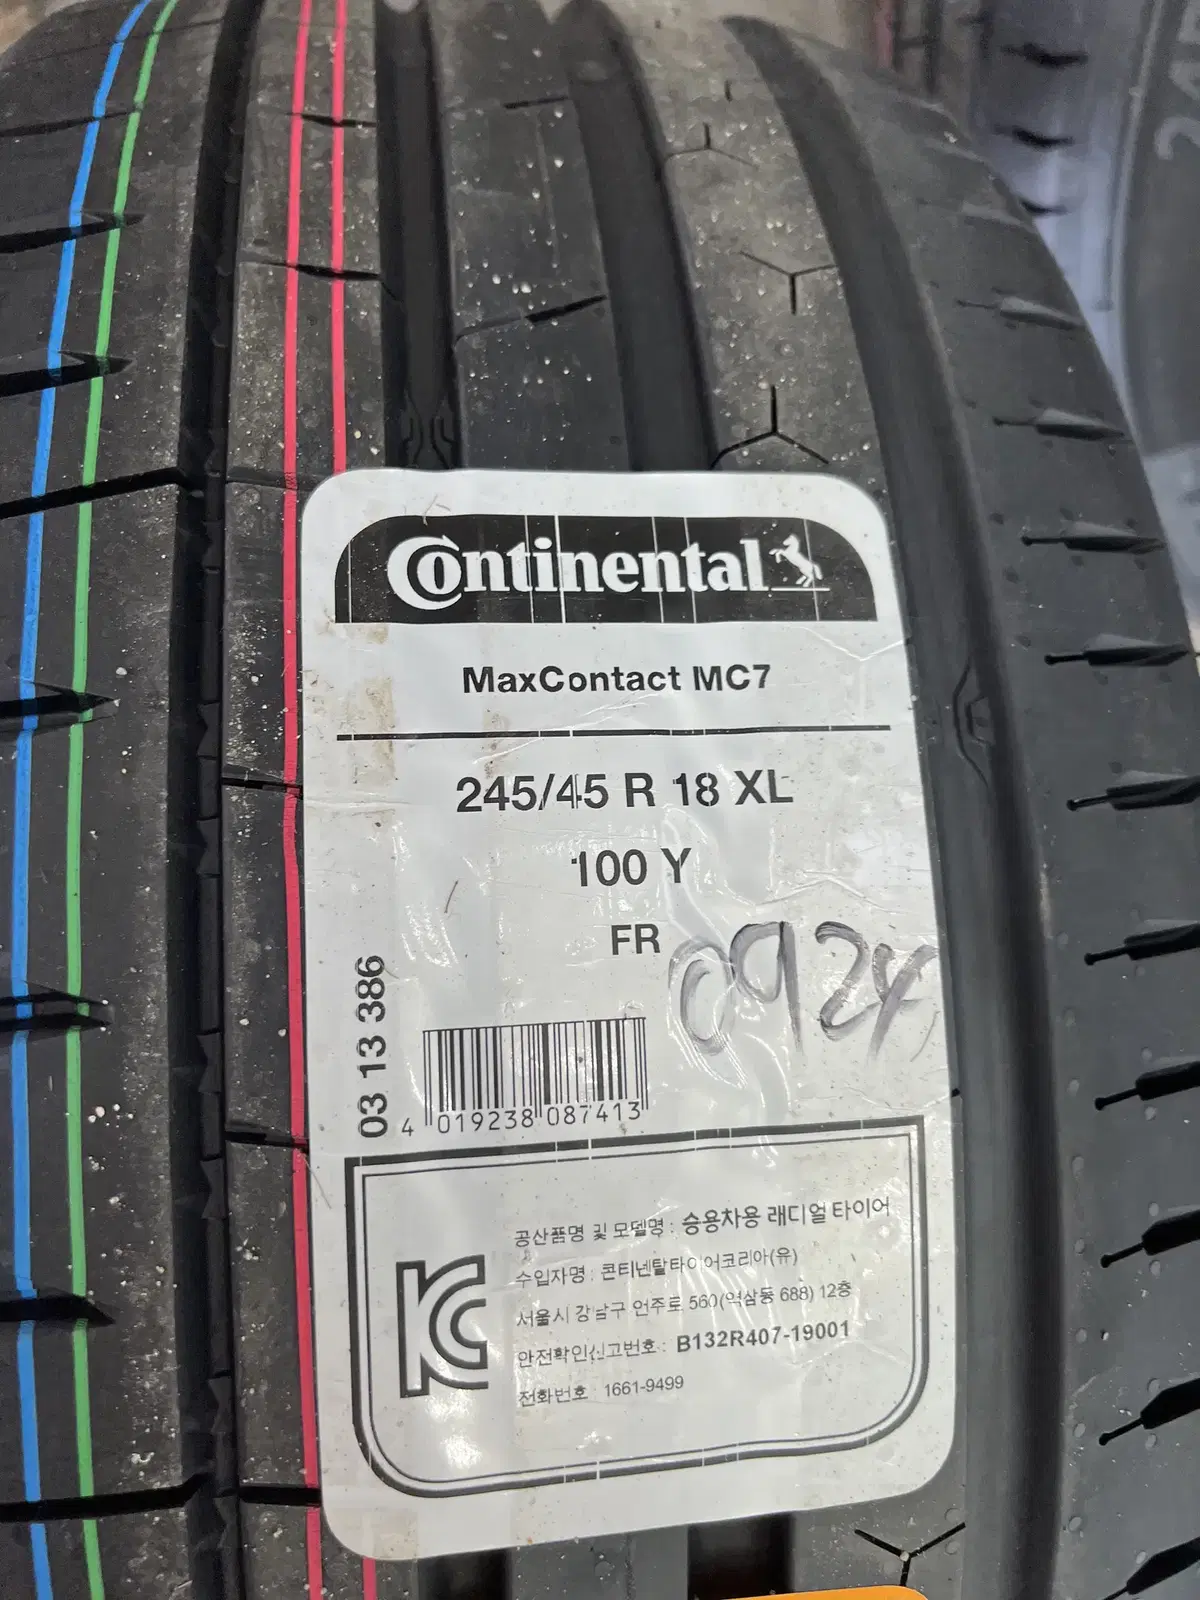 Continental
MaxContact MC7
245/45 R 18 XL
100 Y
FR
0924
03 13 386
4 019238 087413
공산품명 및 모델명 : 승용차용 래디얼 타이어
수입자명 : 콘티넨탈타이어코리아(유)
서울시 강남구 언주로 560(역삼동 688) 12층
안전확인신고번호 : B132R407-19001
전화번호 : 1661-9499
KC